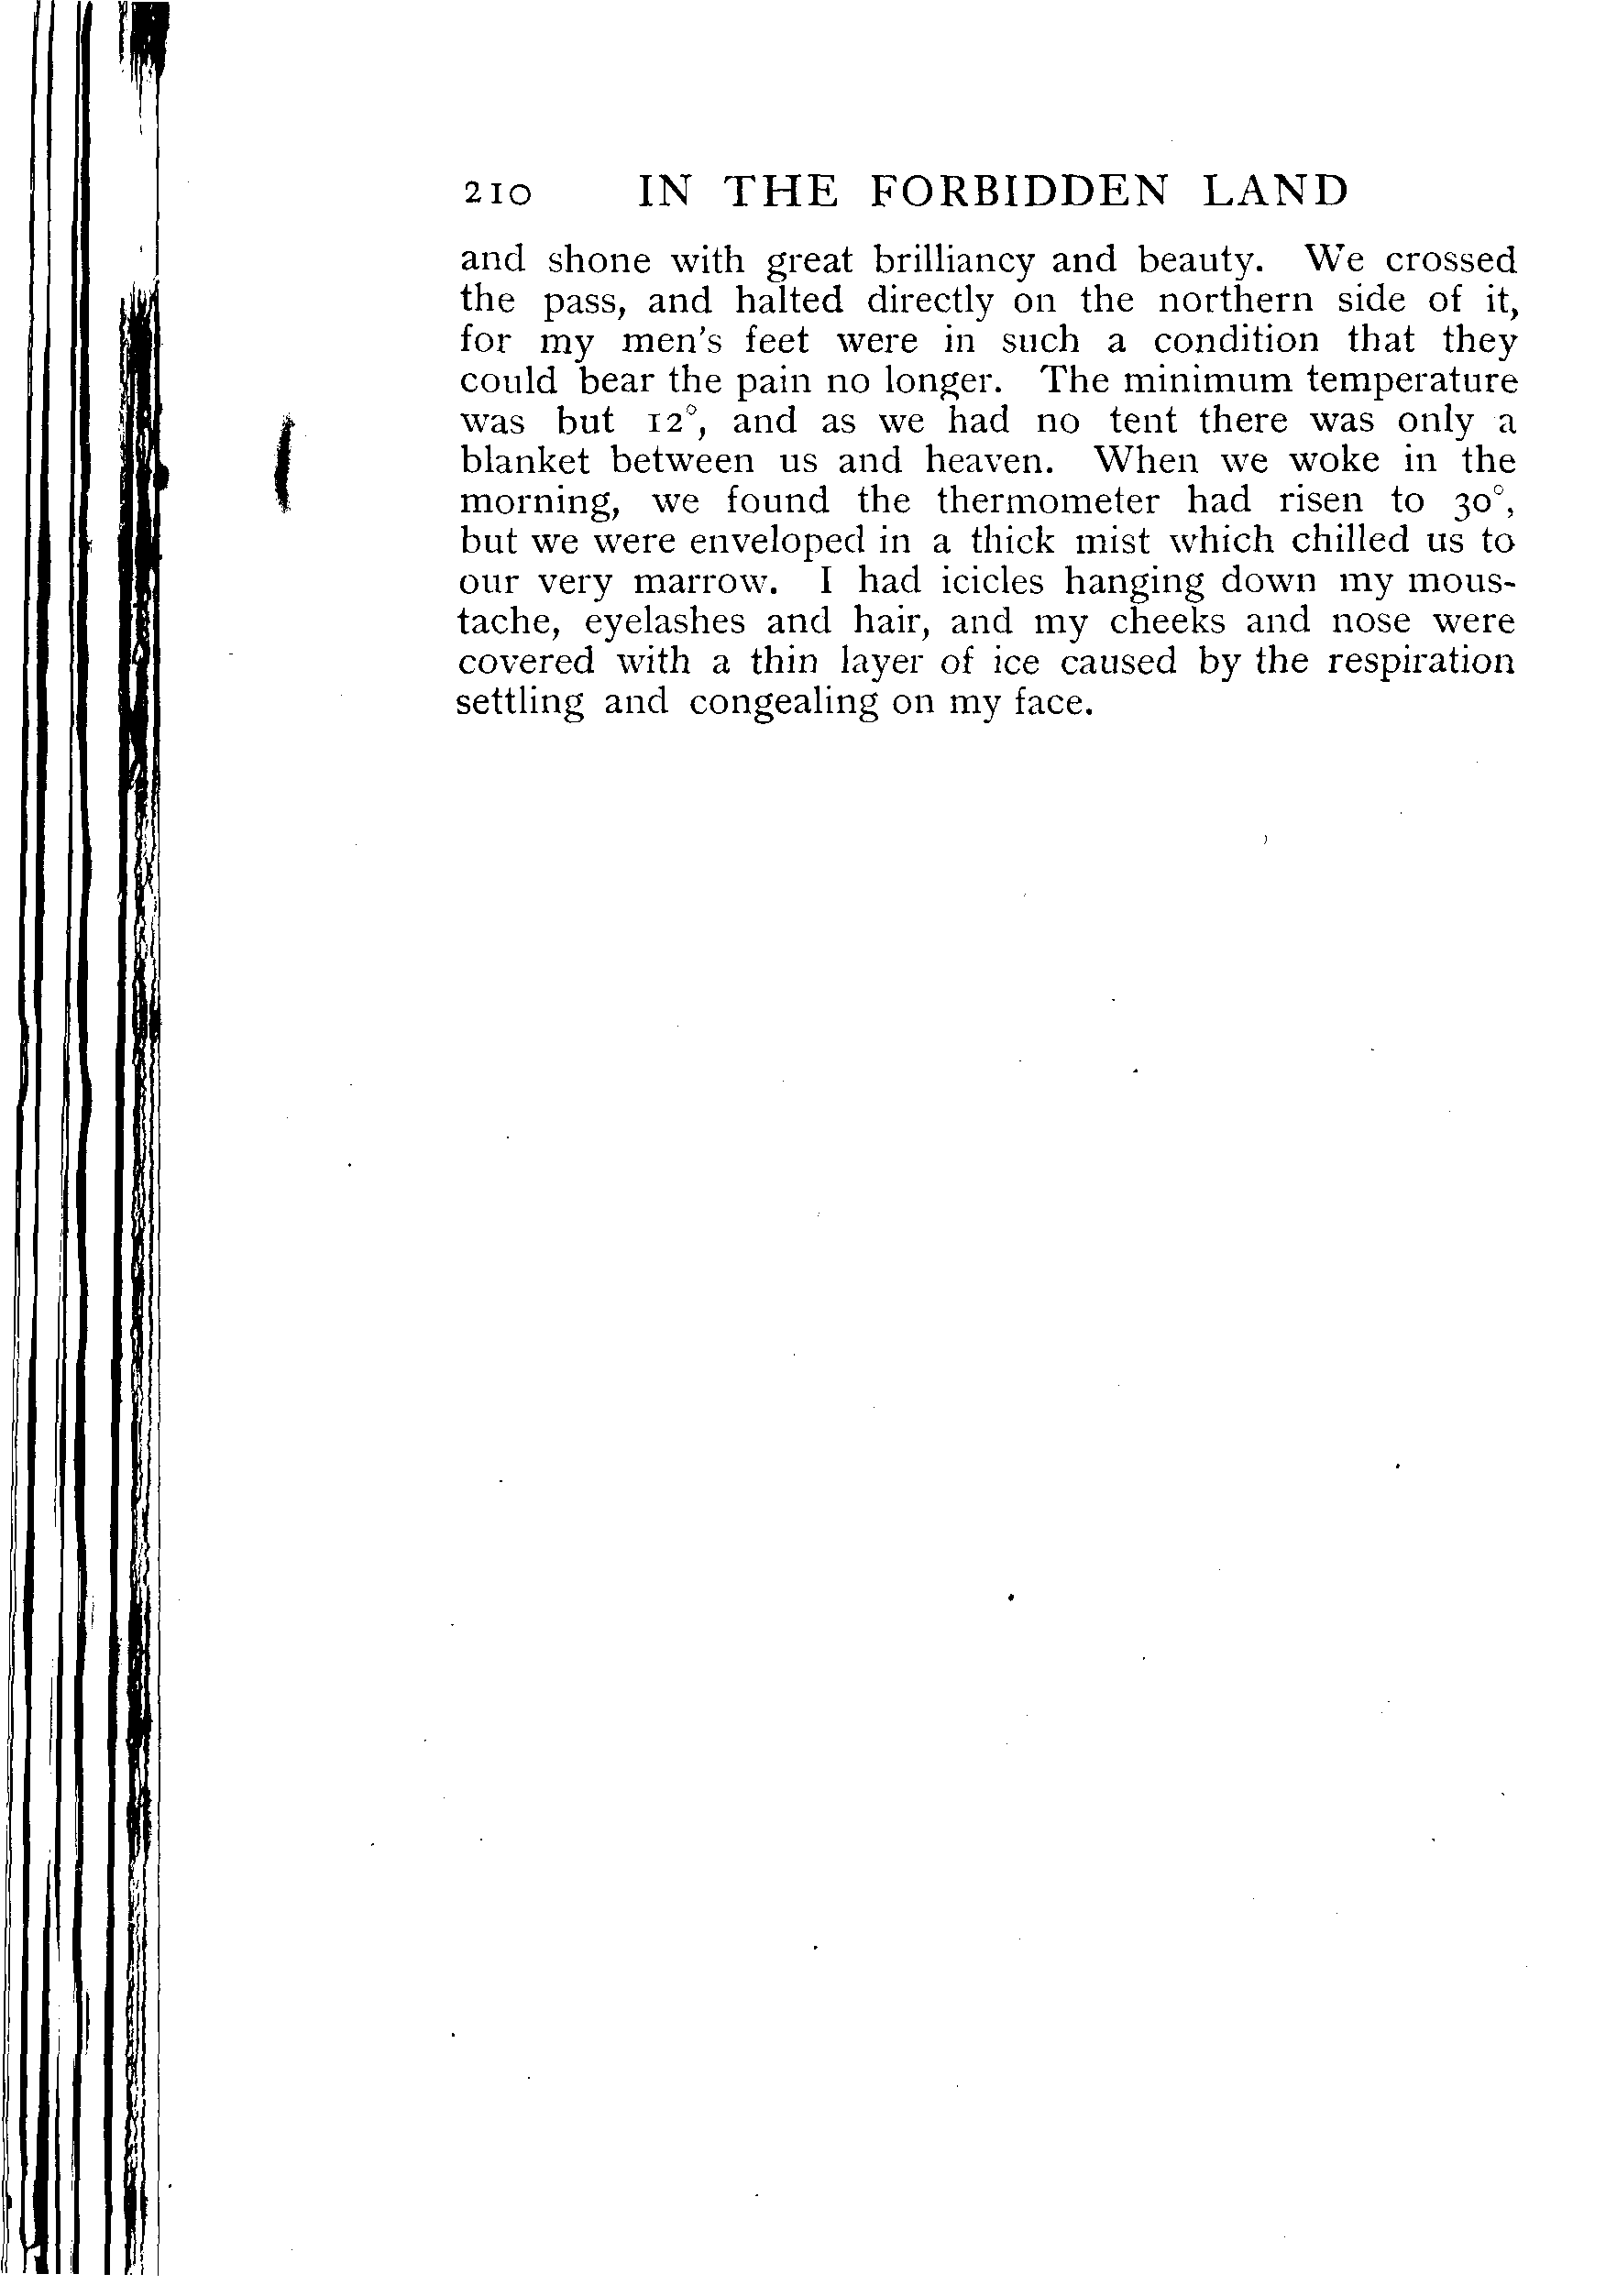 210 IN THE FORBIDDEN LAND
and shone with great brilliancy and beauty. We crossed
the pass, and halted directly on the northern side of it,
for my men's feet were in such a condition that they
could bear the pain no longer. The minimum temperature
was but 12°, and as we had no tent there was only a
blanket between us and heaven. When we woke in the
morning, we found the thermometer had risen to 30°,
but we were enveloped in a thick mist which chilled us to
our very marrow. I had icicles hanging down my mous-
tache, eyelashes and hair, and my cheeks and nose were
covered with a thin layer of ice caused by the respiration
settling and congealing on my face.